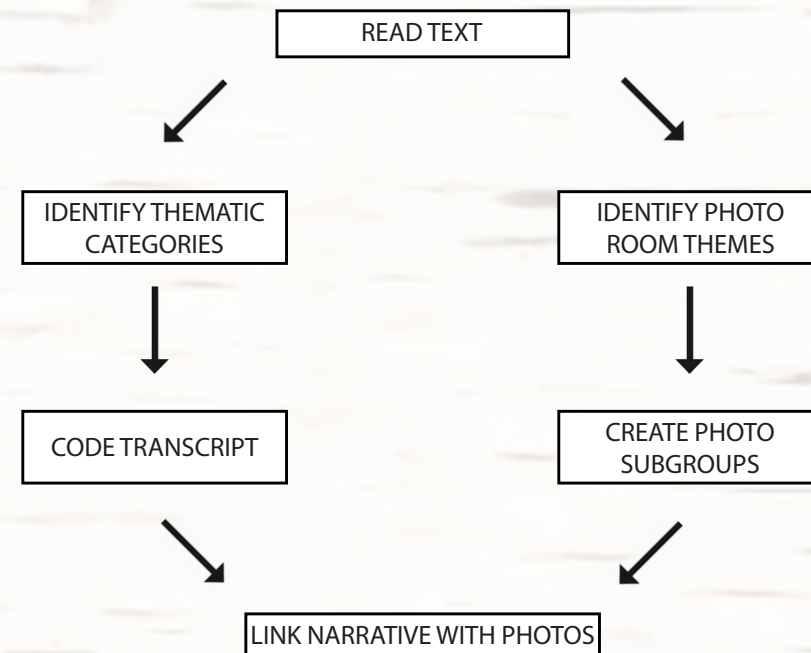 READ TEXT
IDENTIFY THEMATIC
CATEGORIES
IDENTIFY PHOTO
ROOM THEMES
CODE TRANSCRIPT
CREATE PHOTO
SUBGROUPS
LINK NARRATIVE WITH PHOTOS